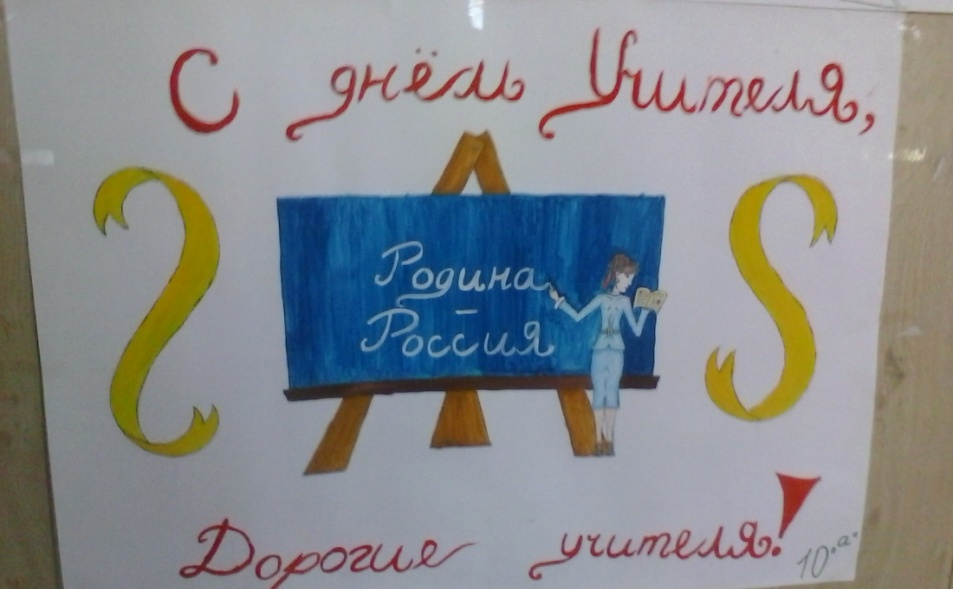 С днём Учителя,
Родина
Россия
Дорогие учителя!
10 "а"